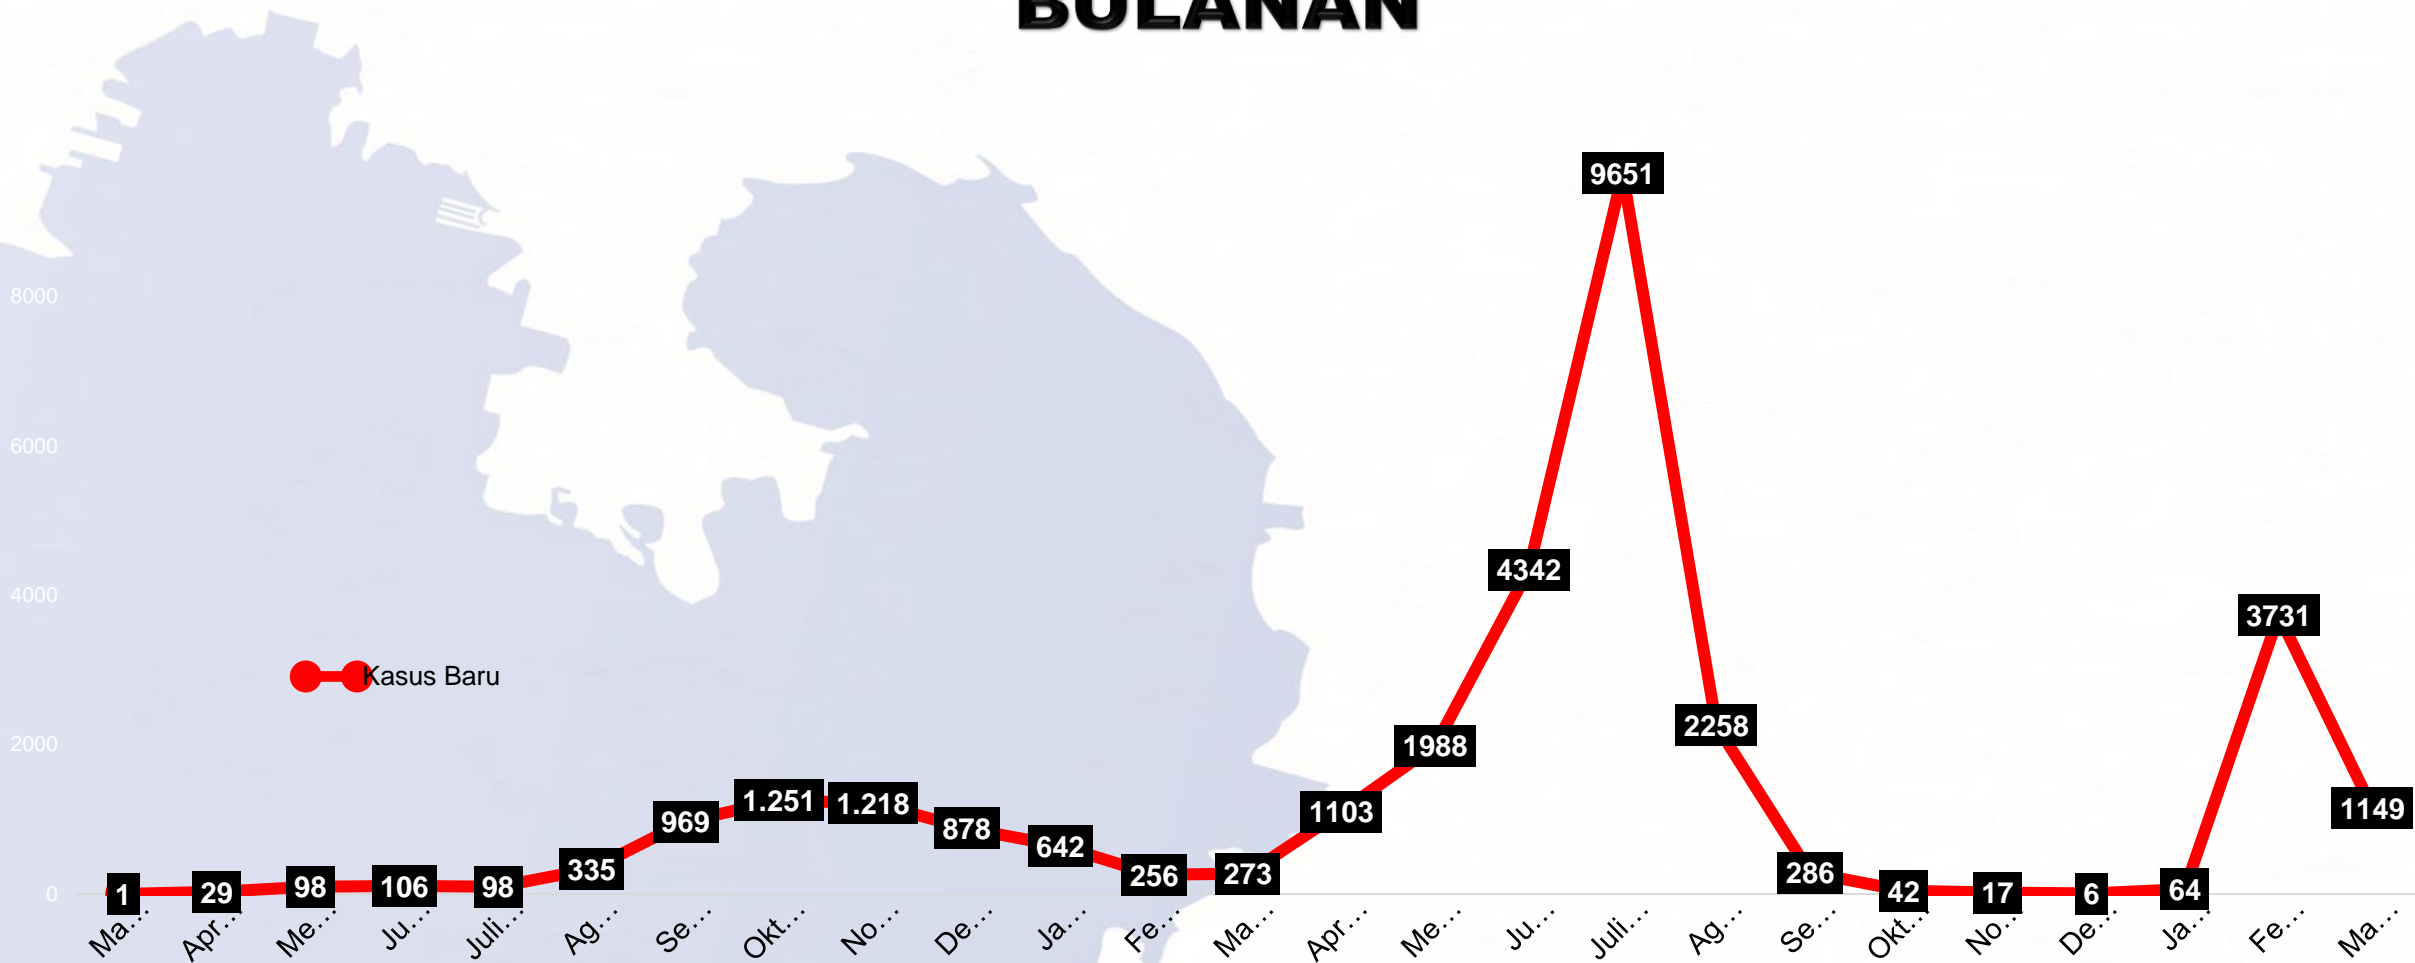 BULANAN
9651
8000
6000
4342
4000
3731
Kasus Baru
2258
2000
1988
1149
1103
1.251
1.218
969
878
642
335
256
273
286
0
1
29
98
106
98
42
17
6
64
Ma...
Apr...
Me...
Ju...
Juli...
Ag...
Se...
Okt...
No...
De...
Ja...
Fe...
Ma...
Apr...
Me...
Ju...
Juli...
Ag...
Se...
Okt...
No...
De...
Ja...
Fe...
Ma...